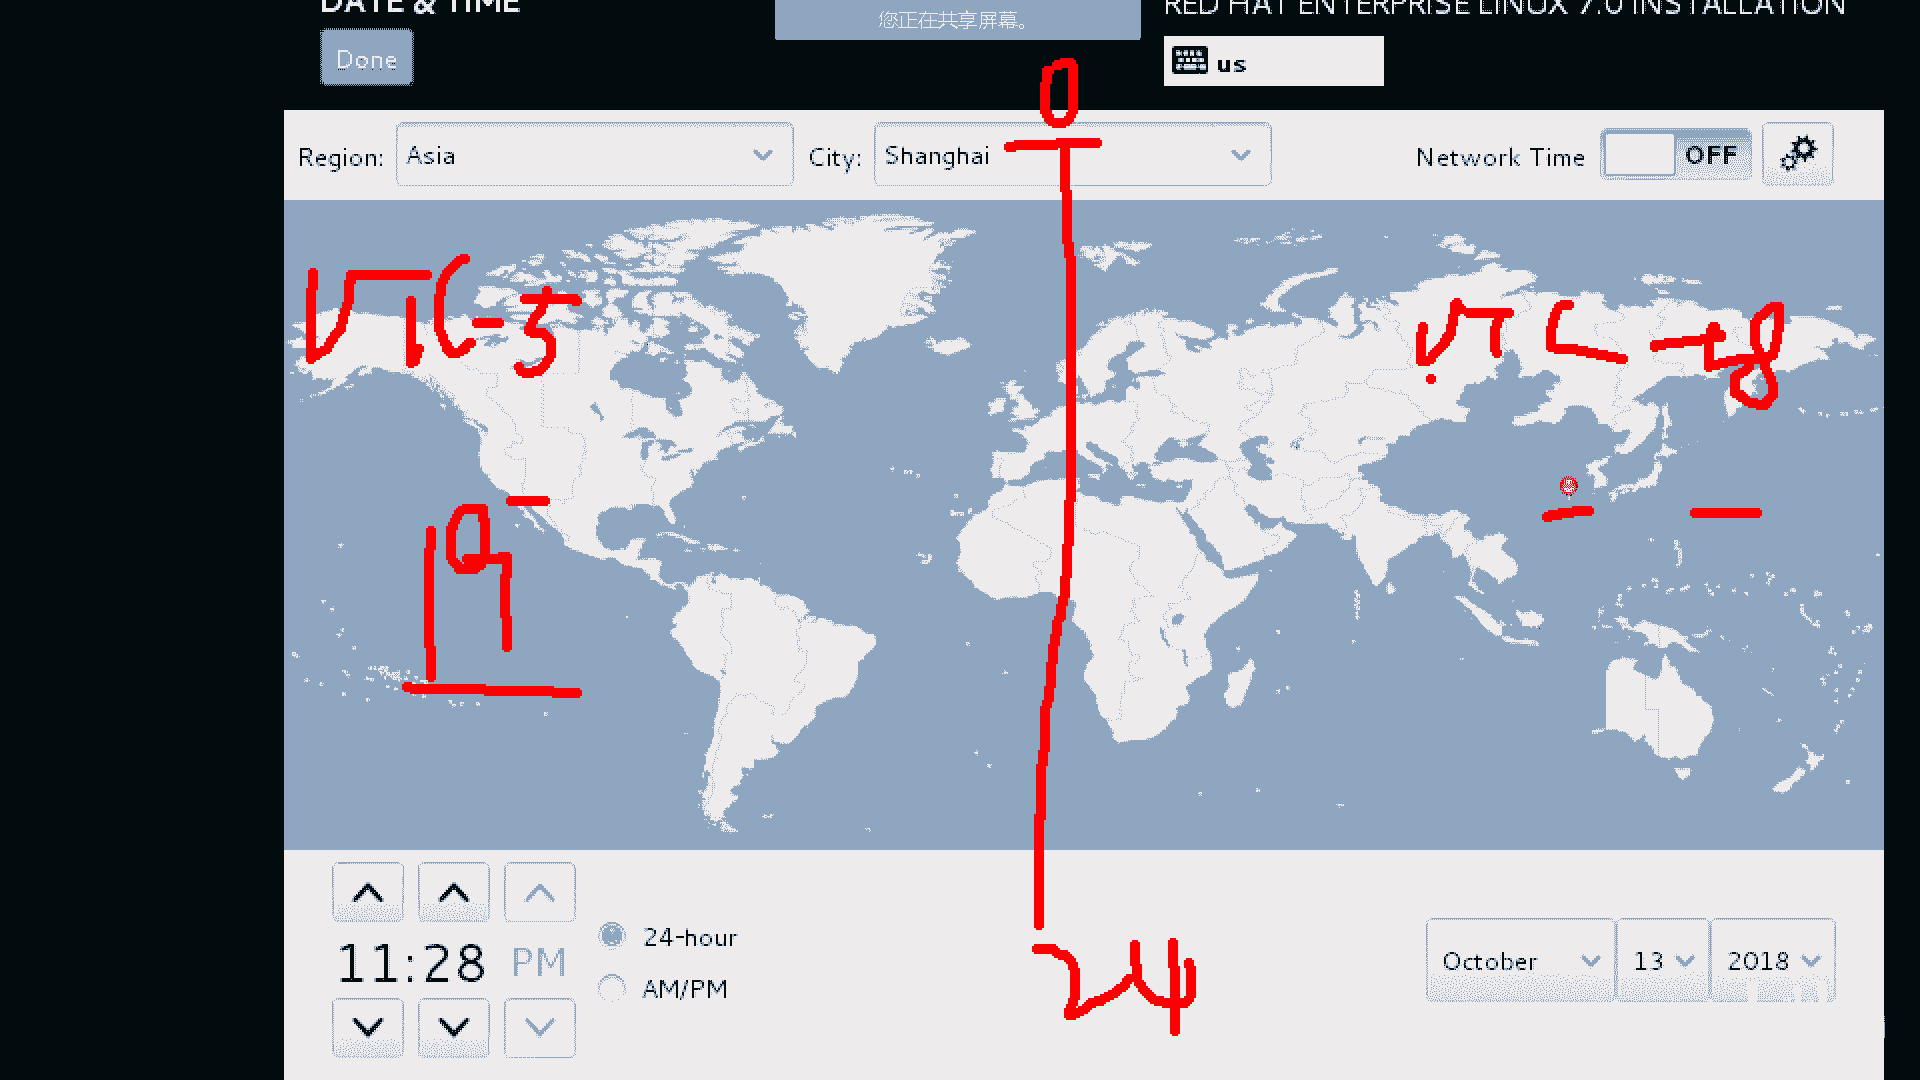 DATE & TIME
您正在共享屏幕。
RED HAT ENTERPRISE LINUX 7.0 INSTALLATION
Done
us
0
Region:
Asia
City:
Shanghai
Network Time
OFF
UTC-5
UTC +8
19
11:28
PM
24-hour
AM/PM
24
October
13
2018